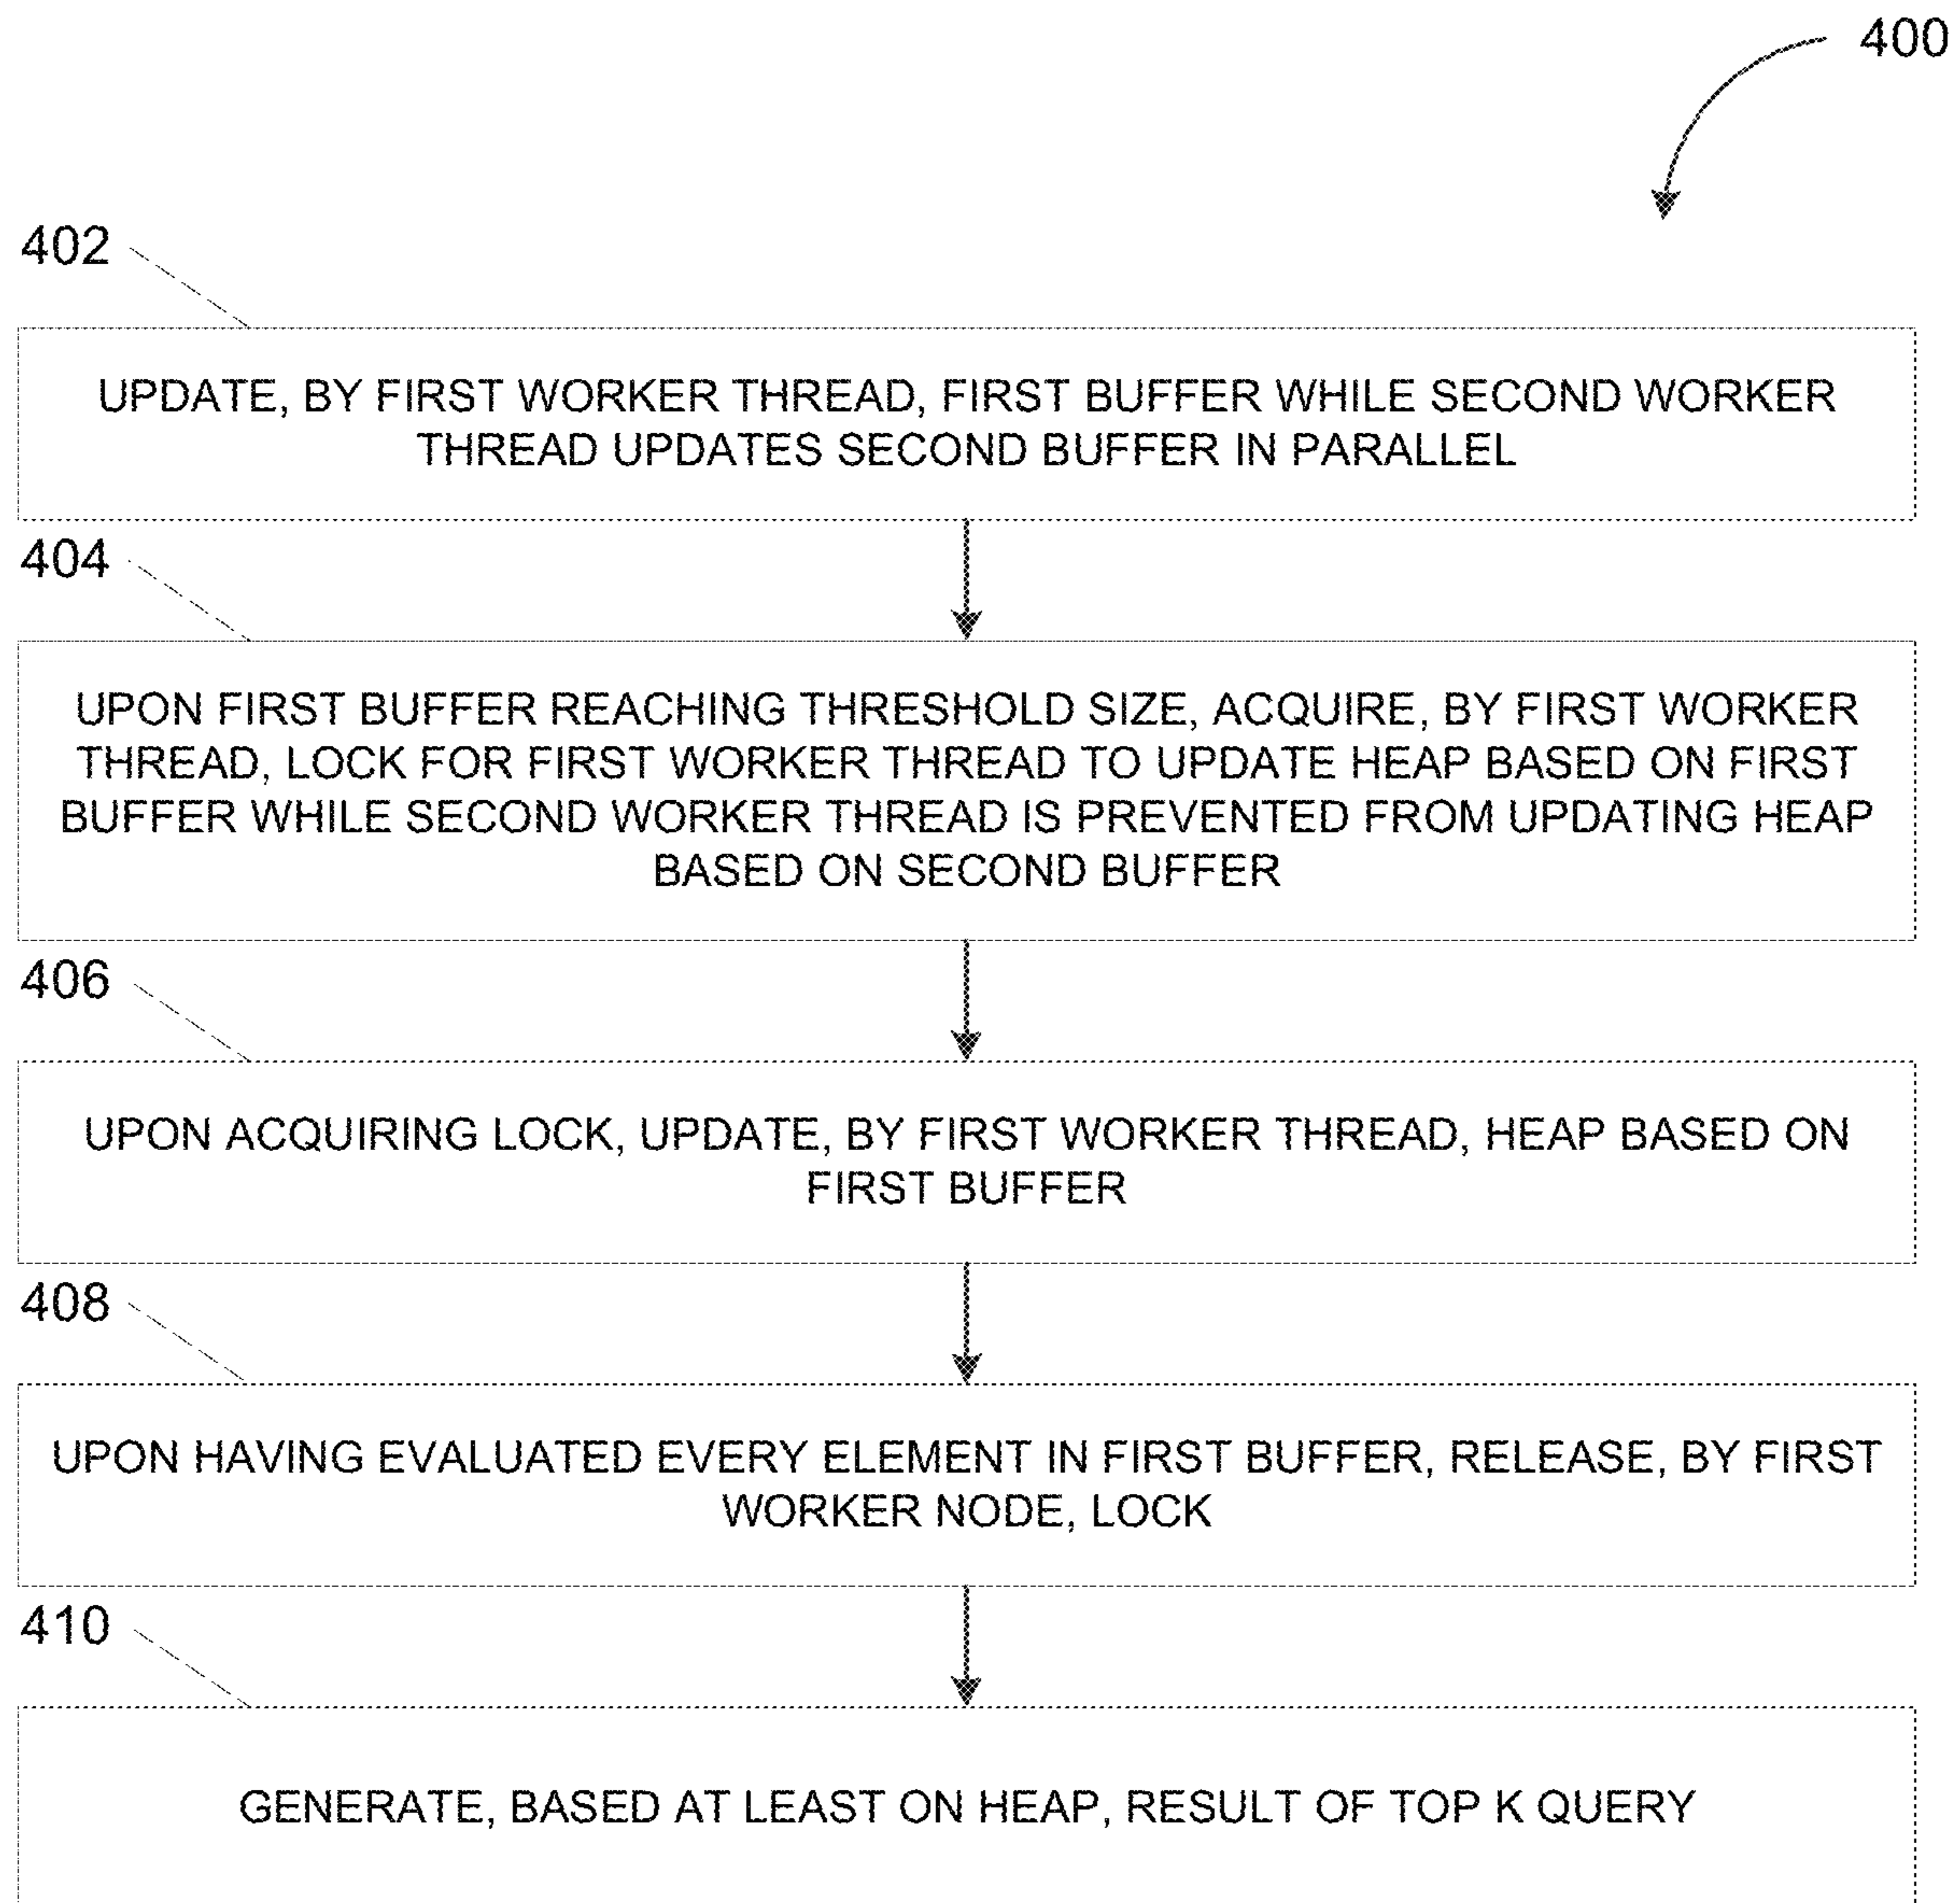 400
402
UPDATE, BY FIRST WORKER THREAD, FIRST BUFFER WHILE SECOND WORKER
THREAD UPDATES SECOND BUFFER IN PARALLEL
404
UPON FIRST BUFFER REACHING THRESHOLD SIZE, ACQUIRE, BY FIRST WORKER
THREAD, LOCK FOR FIRST WORKER THREAD TO UPDATE HEAP BASED ON FIRST
BUFFER WHILE SECOND WORKER THREAD IS PREVENTED FROM UPDATING HEAP
BASED ON SECOND BUFFER
406
UPON ACQUIRING LOCK, UPDATE, BY FIRST WORKER THREAD, HEAP BASED ON
FIRST BUFFER
408
UPON HAVING EVALUATED EVERY ELEMENT IN FIRST BUFFER, RELEASE, BY FIRST
WORKER NODE, LOCK
410
GENERATE, BASED AT LEAST ON HEAP, RESULT OF TOP K QUERY